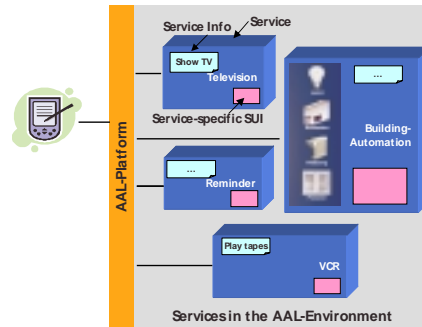 Service Info
Service
Show TV
Television
Service-specific SUI
...
Building-
Automation
AAL-Platform
...
Reminder
Play tapes
VCR
Services in the AAL-Environment